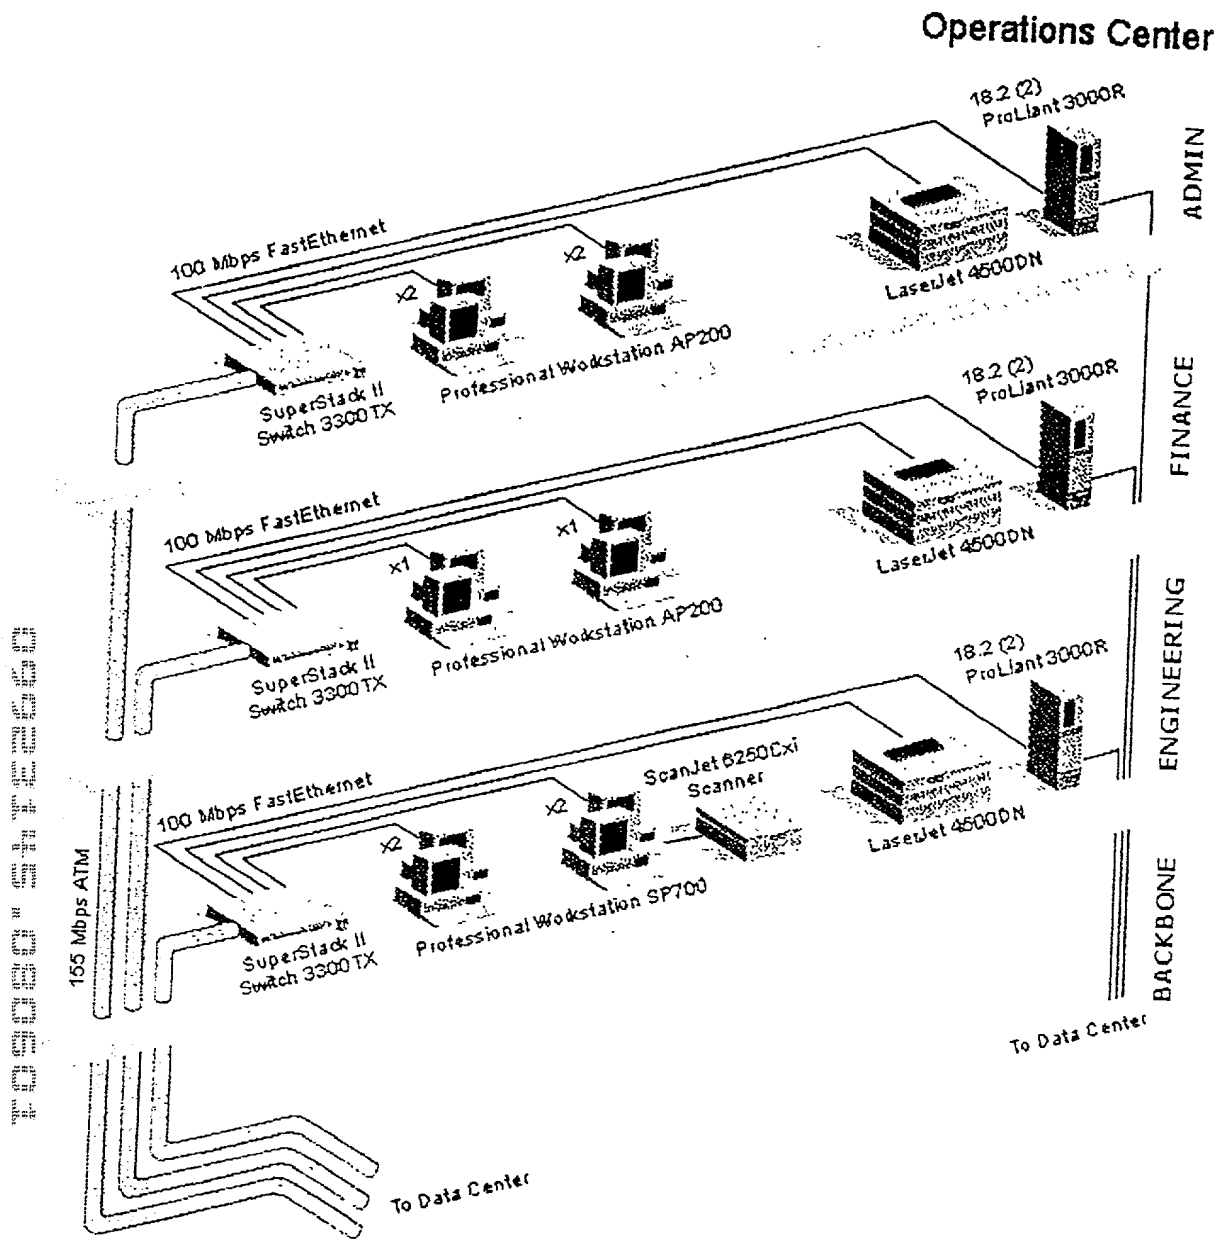 Operations Center
18.2 (2)
ProLiant 3000R
ADMIN
100 Mbps FastEthernet
x2
x2
LaserJet 4500DN
Professional Workstation AP200
SuperStack II
Switch 3300TX
18.2 (2)
ProLiant 3000R
FINANCE
100 Mbps FastEthernet
x1
x1
LaserJet 4500DN
Professional Workstation AP200
SuperStack II
Switch 3300TX
18.2 (2)
ProLiant 3000R
ENGINEERING
100 Mbps FastEthernet
x2
x2
ScanJet 6250Cxi
Scanner
LaserJet 4500DN
Professional Workstation SP700
SuperStack II
Switch 3300TX
155 Mbps ATM
BACKBONE
To Data Center
To Data Center